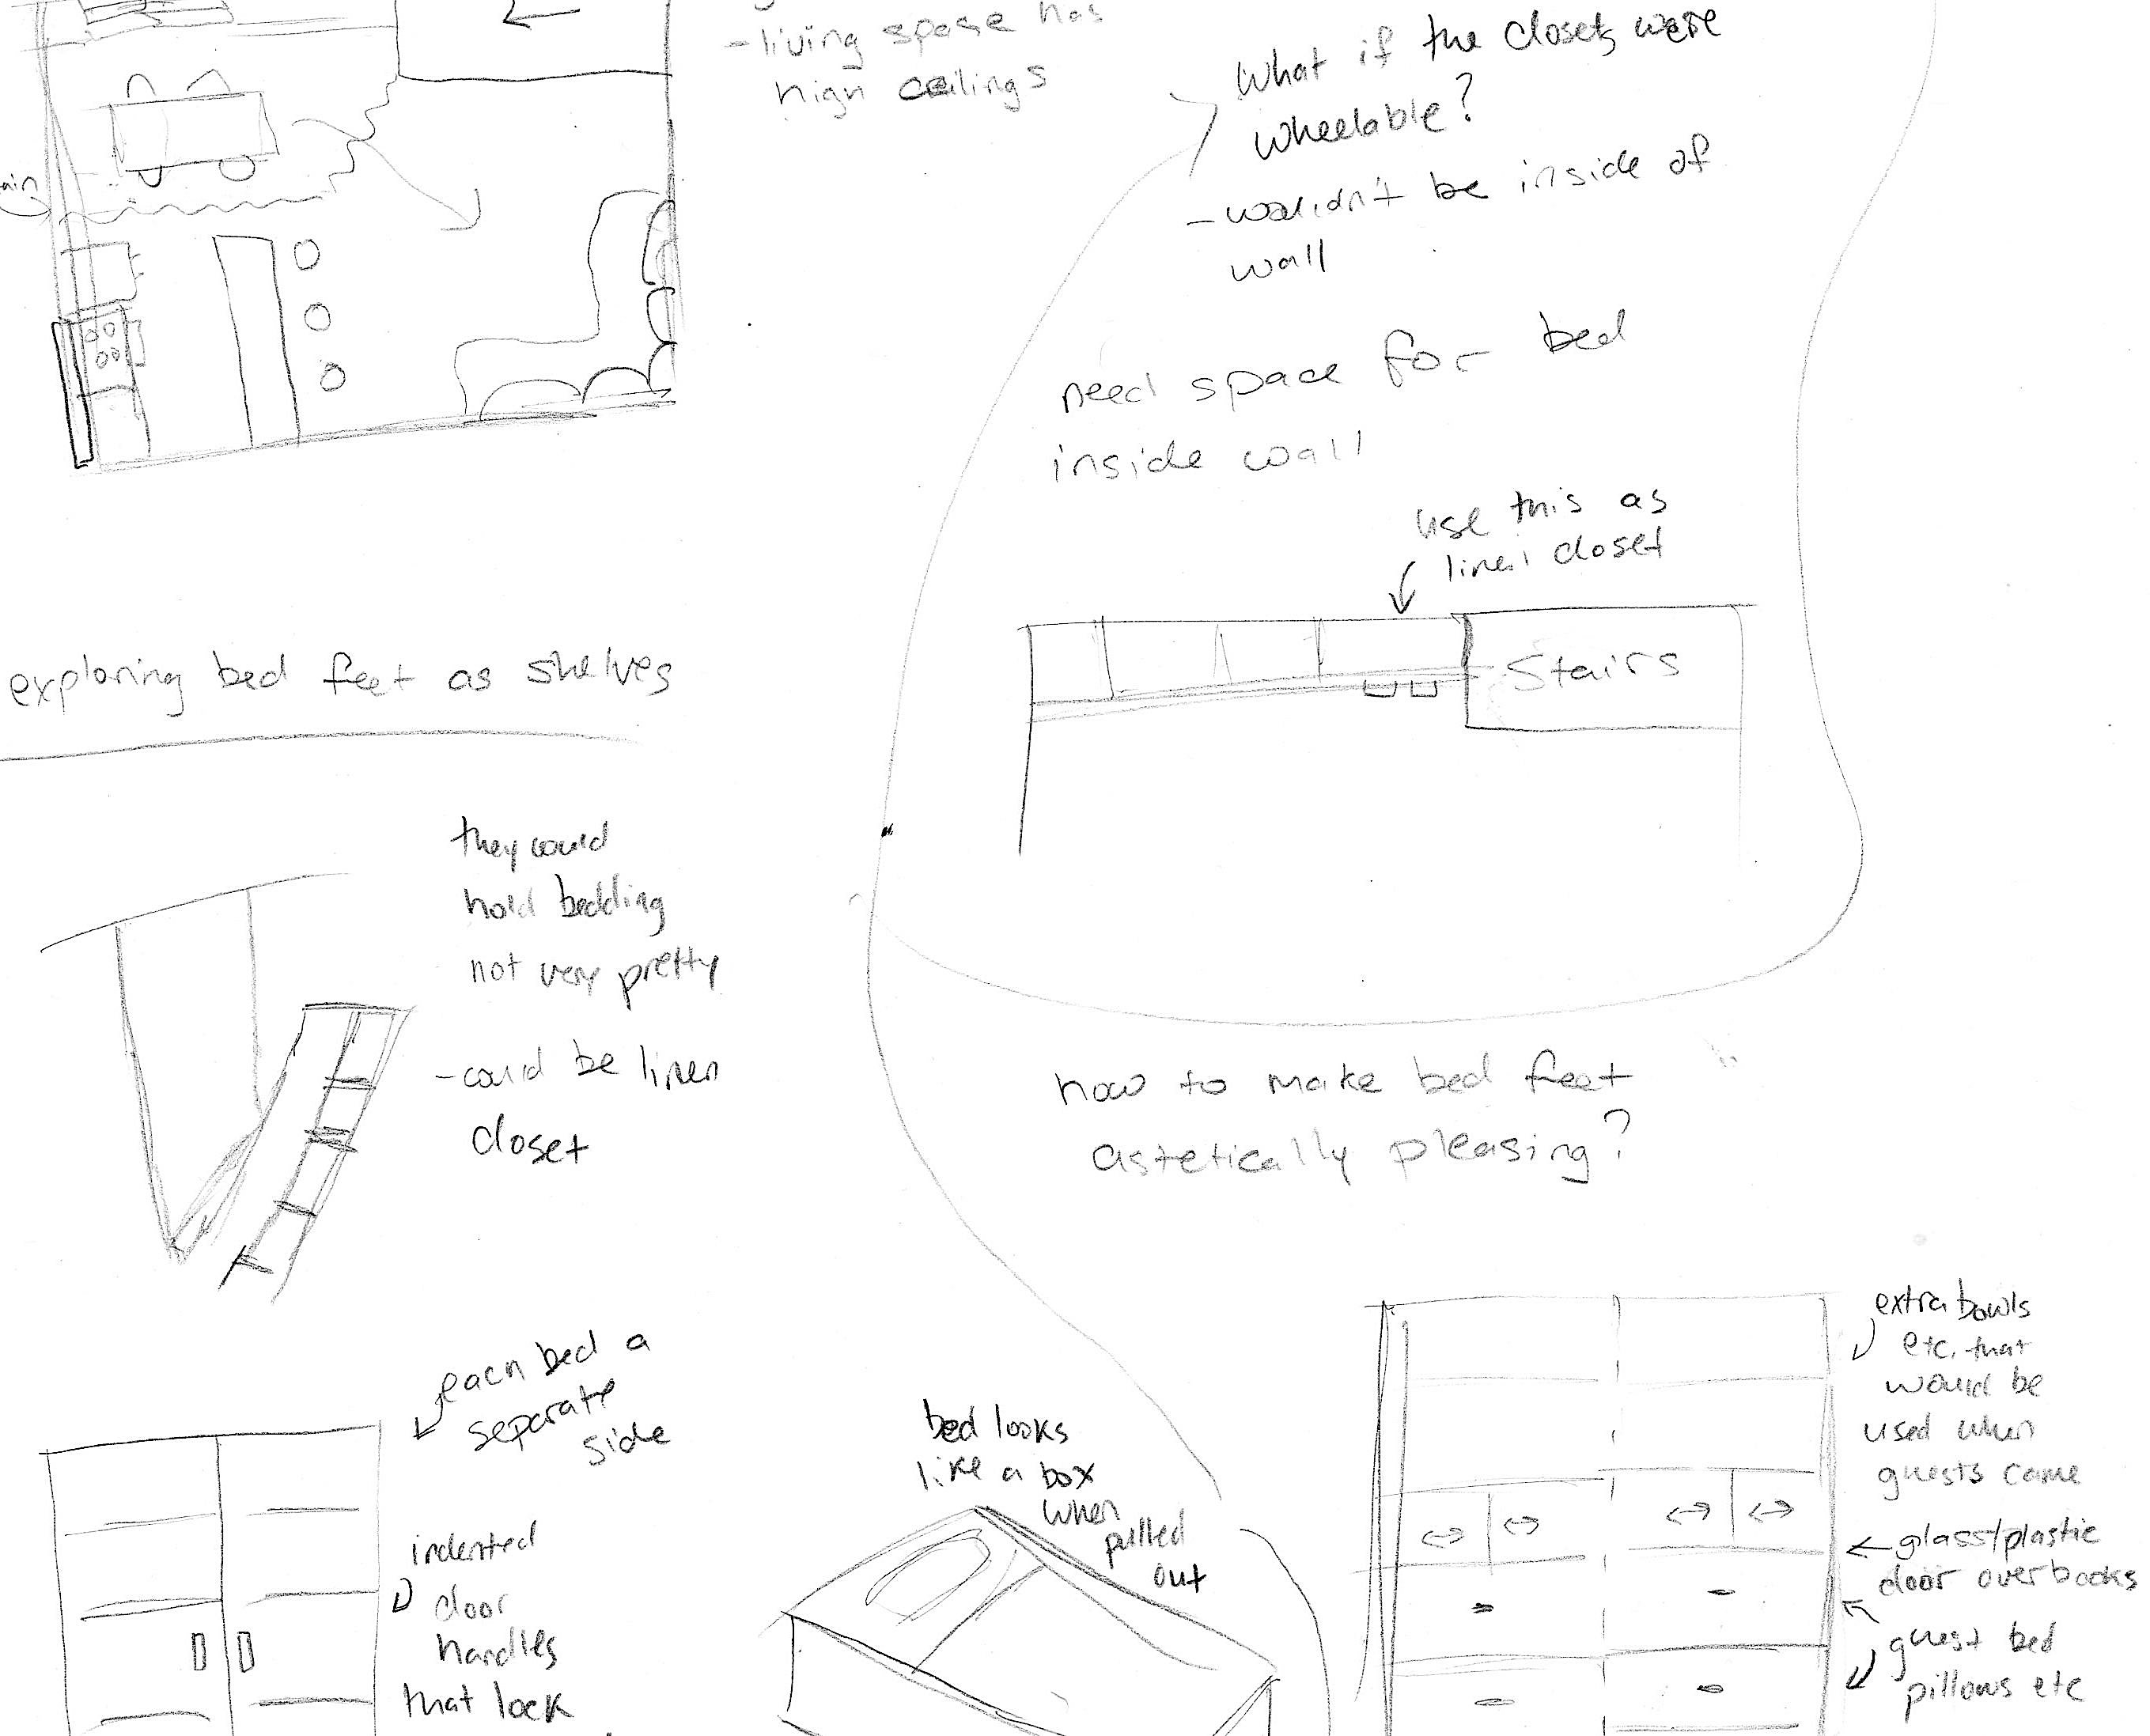 -living spase has
high ceilings
What if the closets were
wheelable?
-wouldn't be inside of
wall
need space for bed
inside wall
use this as
linen closet
Stairs
exploring bed feet as shelves
they could
hold bedding
not very pretty
-could be linen
closet
how to make bed feet
astetically pleasing?
each bed a
separate
side
indented
door
handles
that lock
bed looks
like a box
when
pulled
out
extra bowls
etc. that
would be
used when
guests came
glass/plastic
door over books
guest bed
pillows etc